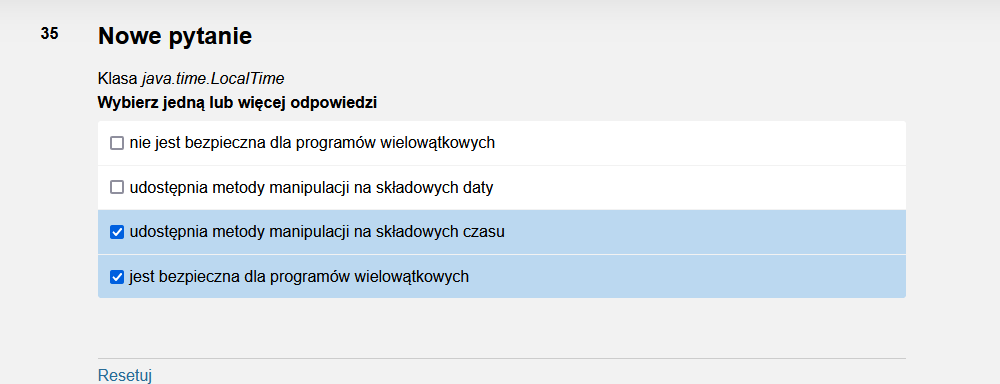 35
Nowe pytanie
Klasa java.time.LocalTime
Wybierz jedną lub więcej odpowiedzi
nie jest bezpieczna dla programów wielowątkowych
udostępnia metody manipulacji na składowych daty
udostępnia metody manipulacji na składowych czasu
jest bezpieczna dla programów wielowątkowych
Resetuj